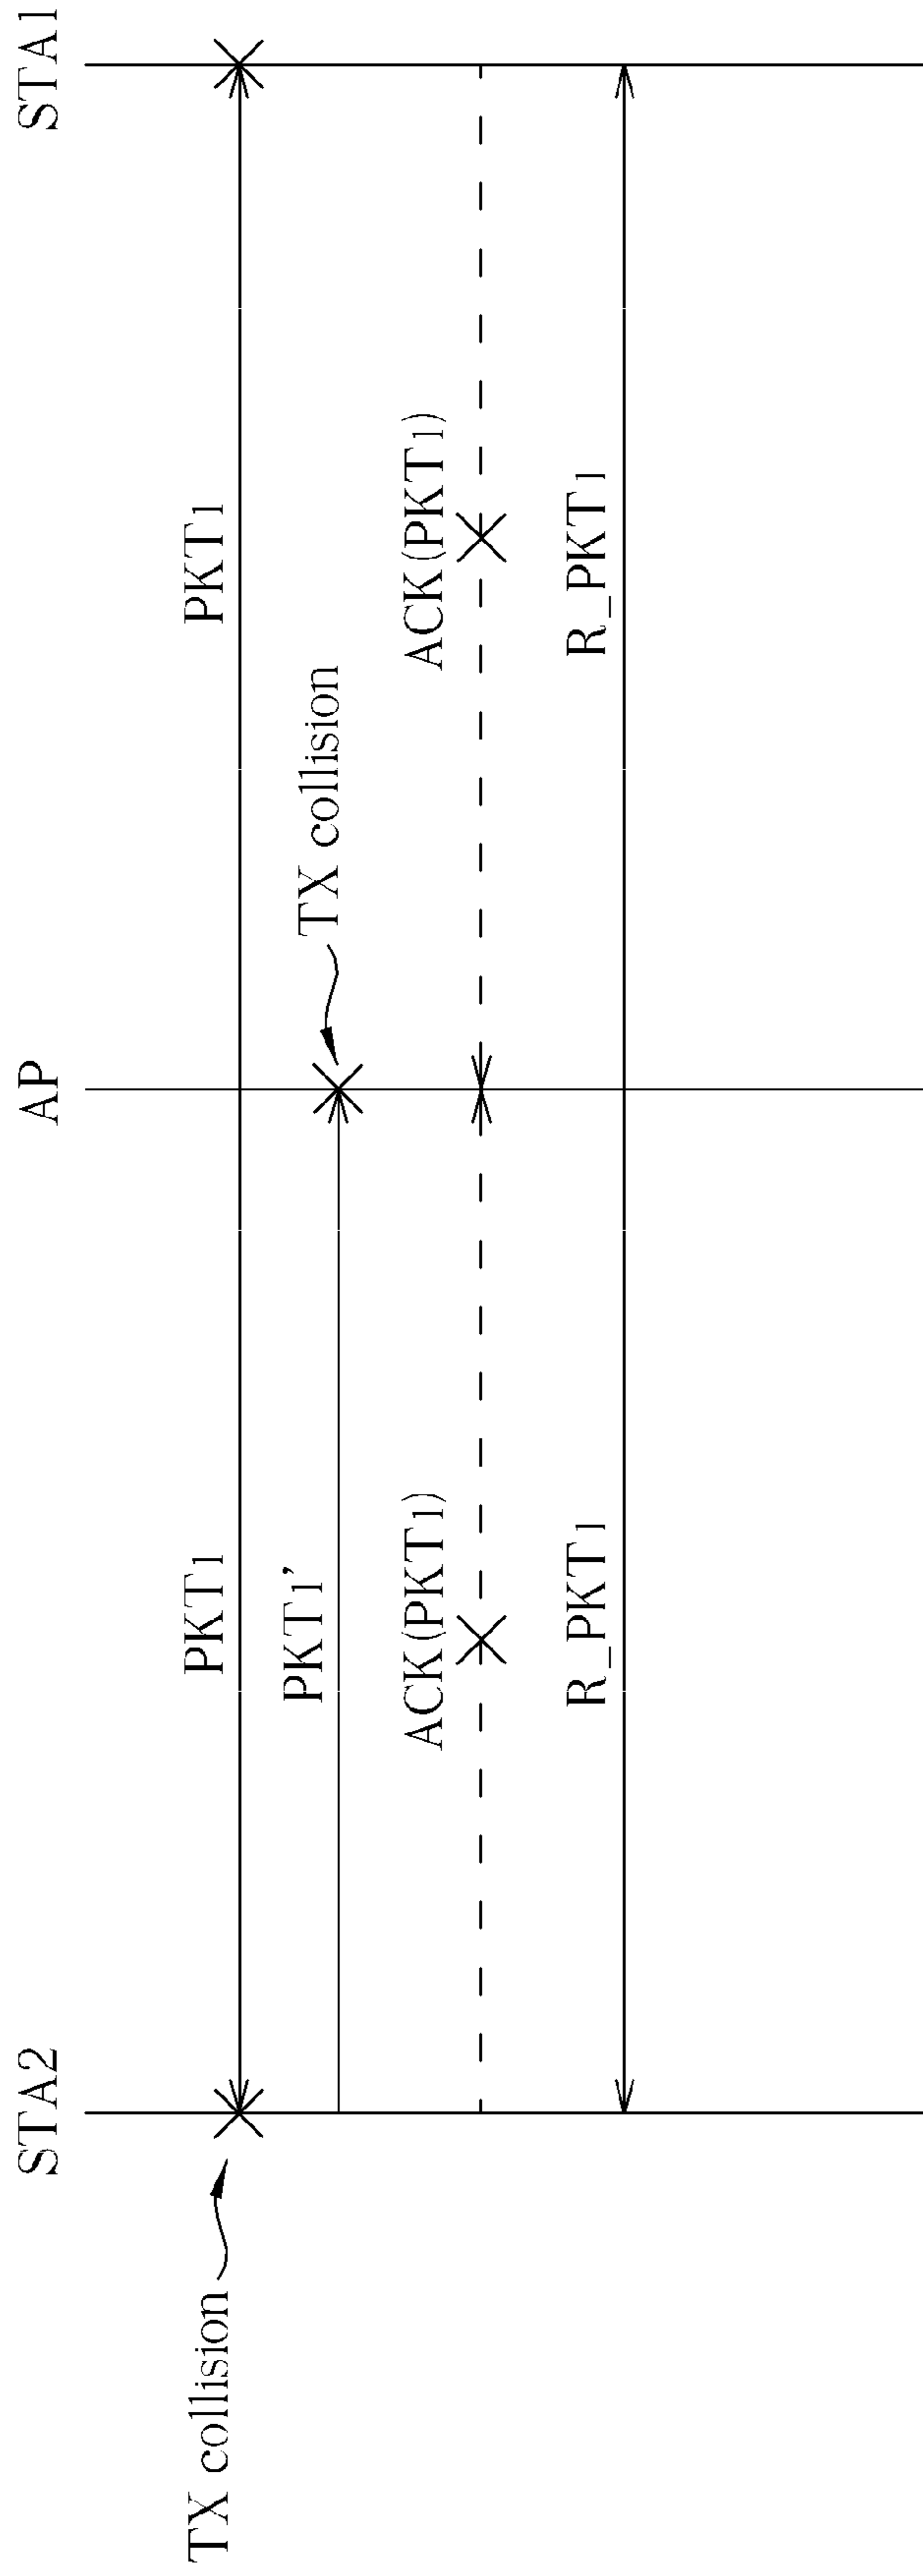 STA2
AP
STA1
TX collision
PKT1
PKT1
PKT1'
TX collision
ACK(PKT1)
ACK(PKT1)
R_PKT1
R_PKT1